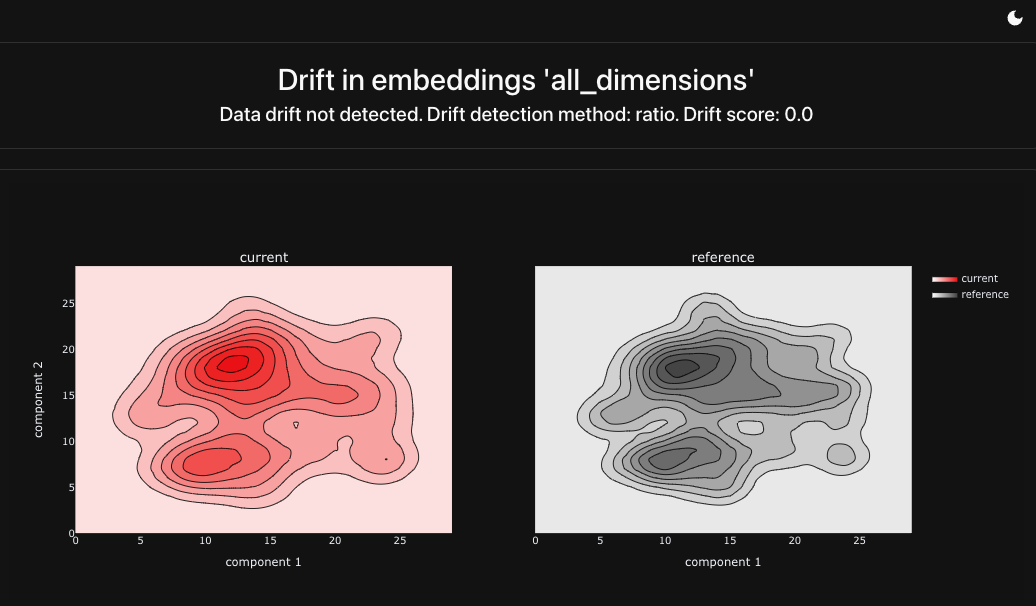 Drift in embeddings 'all_dimensions'
Data drift not detected. Drift detection method: ratio. Drift score: 0.0
current
reference
current
reference
25
20
15
10
5
0
component 2
0 5 10 15 20 25
0 5 10 15 20 25
component 1
component 1